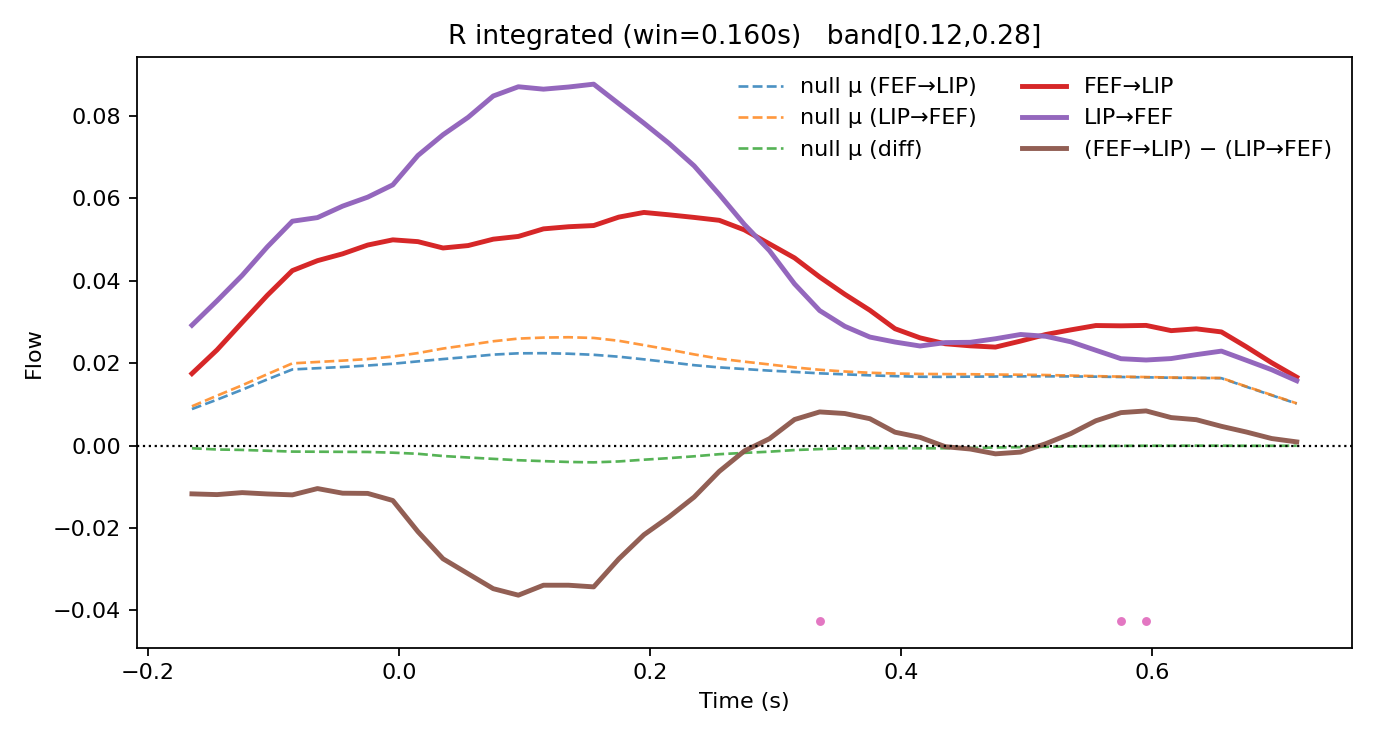 R integrated (win=0.160s)   band[0.12,0.28]
null μ (FEF→LIP)
null μ (LIP→FEF)
null μ (diff)
FEF→LIP
LIP→FEF
(FEF→LIP) − (LIP→FEF)
Flow
0.08
0.06
0.04
0.02
0.00
−0.02
−0.04
−0.2
0.0
0.2
0.4
0.6
Time (s)